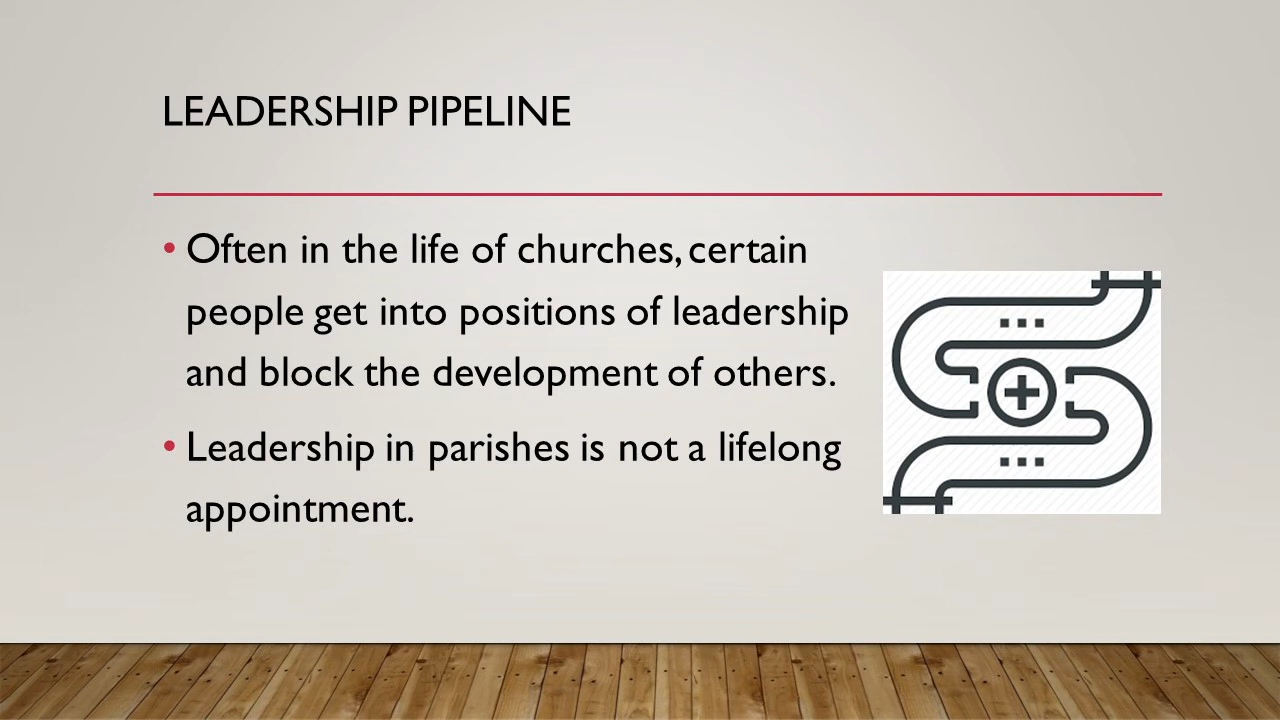 LEADERSHIP PIPELINE
• Often in the life of churches, certain
people get into positions of leadership
and block the development of others.
• Leadership in parishes is not a lifelong
appointment.